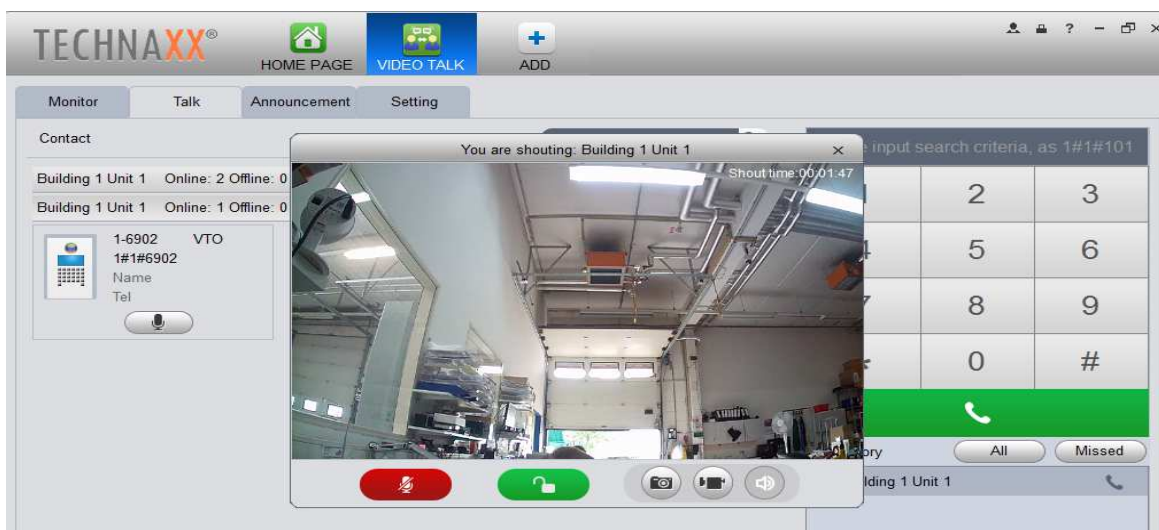 TECHNAXX®
HOME PAGE
VIDEO TALK
ADD
?
Monitor
Talk
Announcement
Setting
Contact
You are shouting: Building 1 Unit 1
input search criteria, as 1#1#101
Shout time:00:01:47
Building 1 Unit 1 Online: 2 Offline: 0
Building 1 Unit 1 Online: 1 Offline: 0
1-6902 VTO
1#1#6902
Name
Tel
2 3
5 6
8 9
0 #
All
Missed
Unit 1